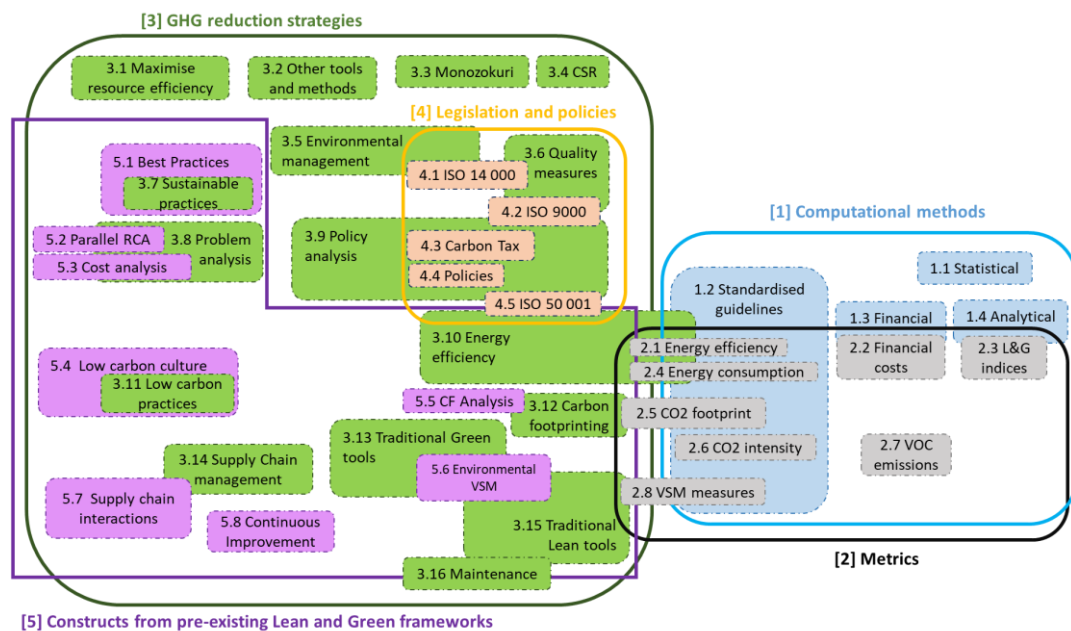 [3] GHG reduction strategies
3.1 Maximise
resource efficiency
3.2 Other tools
and methods
3.3 Monozokuri
3.4 CSR
[4] Legislation and policies
3.5 Environmental
management
3.6 Quality
measures
4.1 ISO 14 000
4.2 ISO 9000
5.1 Best Practices
3.7 Sustainable
practices
5.2 Parallel RCA
3.8 Problem
analysis
5.3 Cost analysis
3.9 Policy
analysis
4.3 Carbon Tax
4.4 Policies
4.5 ISO 50 001
[1] Computational methods
1.1 Statistical
1.2 Standardised
guidelines
1.3 Financial
1.4 Analytical
3.10 Energy
efficiency
2.1 Energy efficiency
2.2 Financial
costs
2.3 L&G
indices
2.4 Energy consumption
5.4 Low carbon culture
3.11 Low carbon
practices
5.5 CF Analysis
3.12 Carbon
footprinting
2.5 CO2 footprint
2.6 CO2 intensity
2.7 VOC
emissions
3.13 Traditional Green
tools
3.14 Supply Chain
management
5.6 Environmental
VSM
2.8 VSM measures
5.7 Supply chain
interactions
5.8 Continuous
Improvement
3.15 Traditional
Lean tools
3.16 Maintenance
[2] Metrics
[5] Constructs from pre-existing Lean and Green frameworks